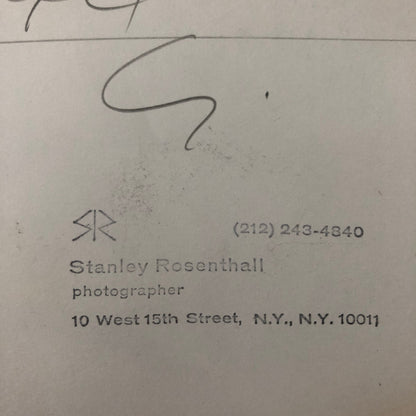 SR
(212) 243-4840
Stanley Rosenthall
photographer
10 West 15th Street, N.Y., N.Y. 10011